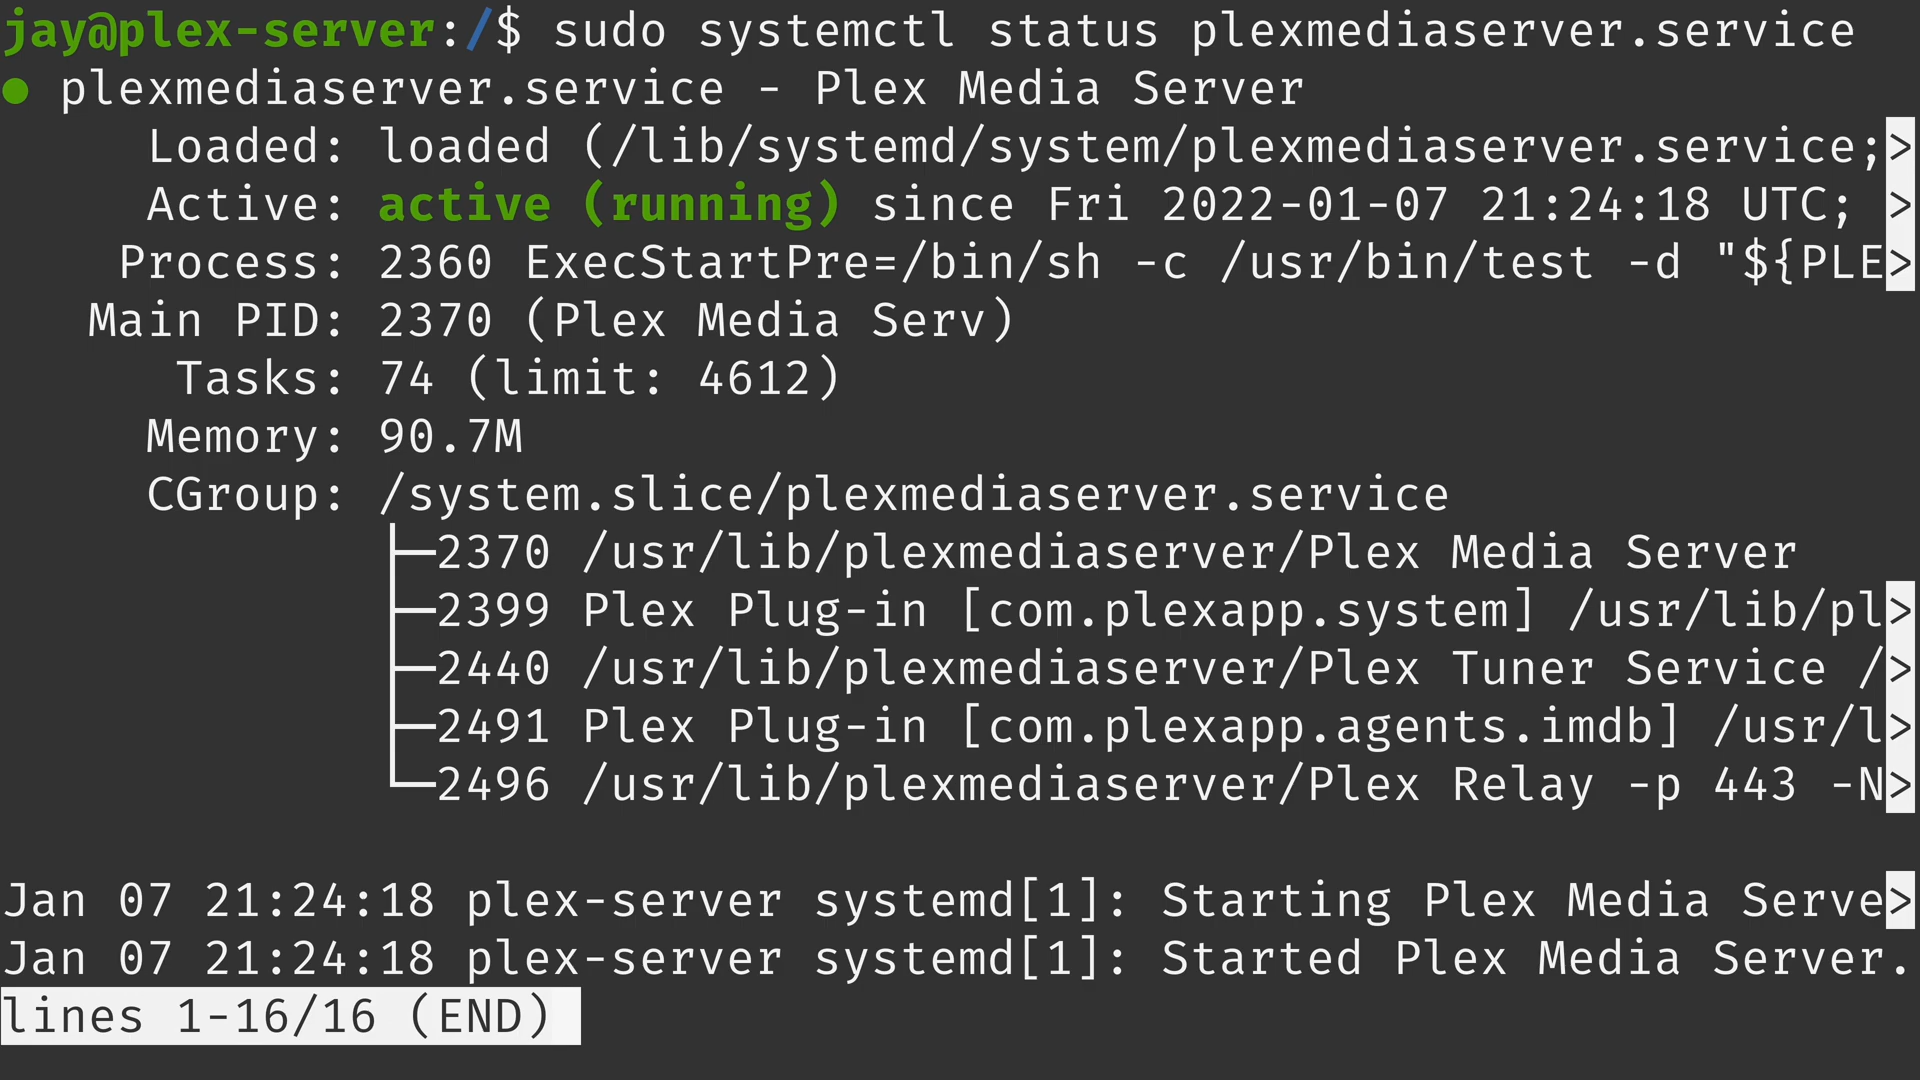 jay@plex-server:/$ sudo systemctl status plexmediaserver.service
● plexmediaserver.service - Plex Media Server
     Loaded: loaded (/lib/systemd/system/plexmediaserver.service;>
     Active: active (running) since Fri 2022-01-07 21:24:18 UTC; >
    Process: 2360 ExecStartPre=/bin/sh -c /usr/bin/test -d "${PLE>
   Main PID: 2370 (Plex Media Serv)
      Tasks: 74 (limit: 4612)
     Memory: 90.7M
     CGroup: /system.slice/plexmediaserver.service
             ├─2370 /usr/lib/plexmediaserver/Plex Media Server
             ├─2399 Plex Plug-in [com.plexapp.system] /usr/lib/pl>
             ├─2440 /usr/lib/plexmediaserver/Plex Tuner Service />
             ├─2491 Plex Plug-in [com.plexapp.agents.imdb] /usr/l>
             └─2496 /usr/lib/plexmediaserver/Plex Relay -p 443 -N>
Jan 07 21:24:18 plex-server systemd[1]: Starting Plex Media Serve>
Jan 07 21:24:18 plex-server systemd[1]: Started Plex Media Server.
lines 1-16/16 (END)